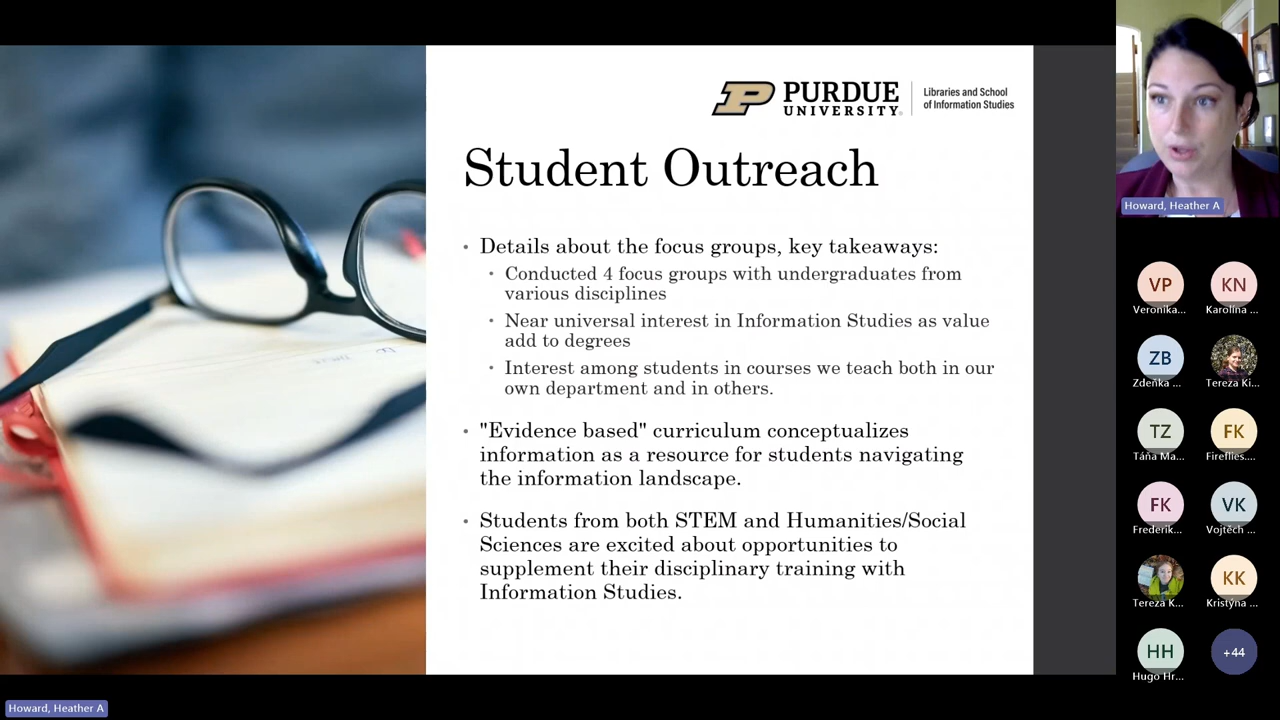 PURDUE
UNIVERSITY®
Libraries and School
of Information Studies
Student Outreach
• Details about the focus groups, key takeaways:
• Conducted 4 focus groups with undergraduates from
various disciplines
• Near universal interest in Information Studies as value
add to degrees
• Interest among students in courses we teach both in our
own department and in others.
• "Evidence based" curriculum conceptualizes
information as a resource for students navigating
the information landscape.
• Students from both STEM and Humanities/Social
Sciences are excited about opportunities to
supplement their disciplinary training with
Information Studies.
Howard, Heather A
VP
Veronika...
KN
Karolína ...
ZB
Zdeňka ...
Tereza Ki...
TZ
Táňa Ma...
FK
Fireflies....
FK
Frederik...
VK
Vojtěch ...
Tereza K...
KK
Kristýna ...
HH
Hugo Hr...
+44
Howard, Heather A